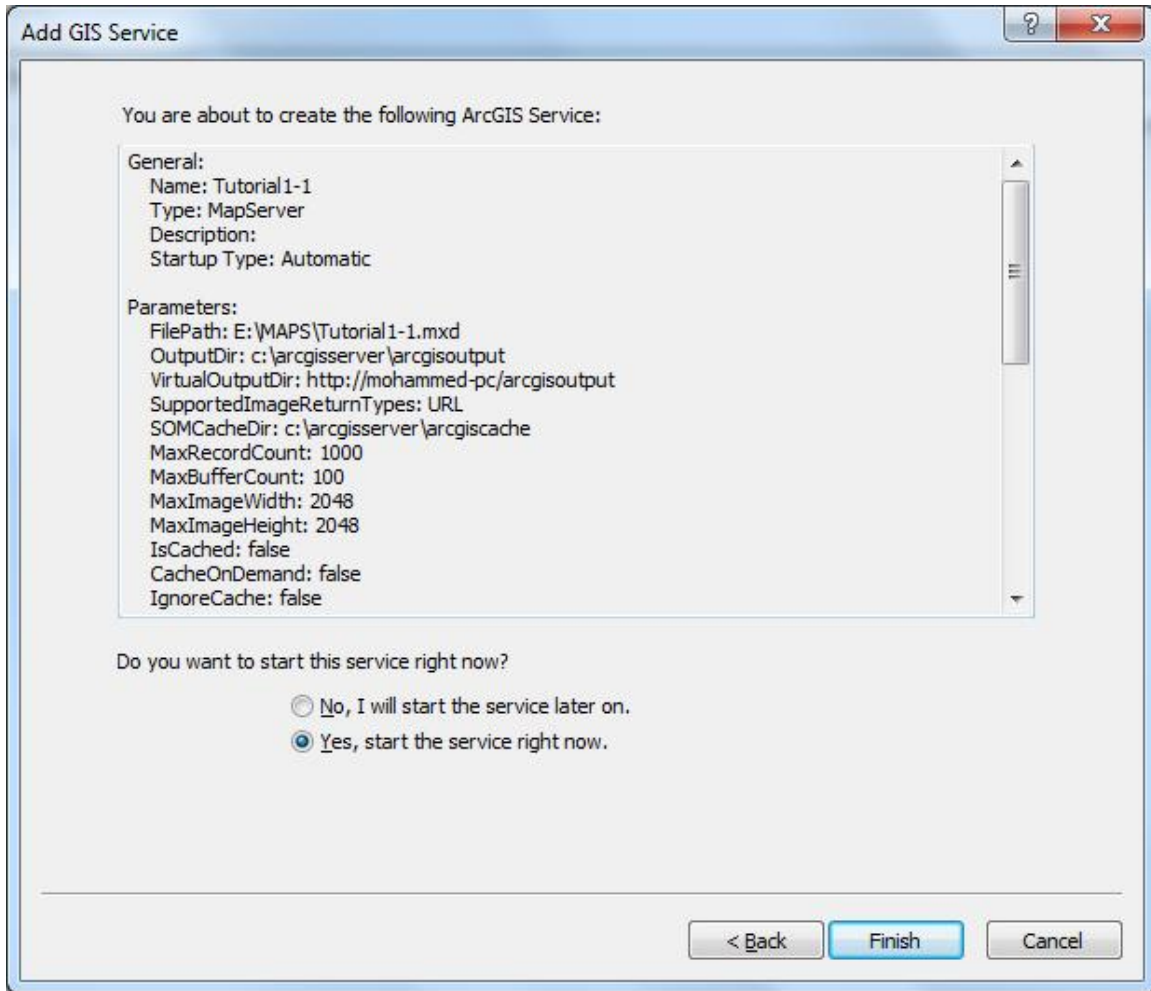 Add GIS Service
You are about to create the following ArcGIS Service:
General:
Name: Tutorial1-1
Type: MapServer
Description:
Startup Type: Automatic
Parameters:
FilePath: E:\MAPS\Tutorial1-1.mxd
OutputDir: c:\arcgisserver\arcgisoutput
VirtualOutputDir: http://mohammed-pc/arcgisoutput
SupportedImageReturnTypes: URL
SOMCacheDir: c:\arcgisserver\arcgiscache
MaxRecordCount: 1000
MaxBufferCount: 100
MaxImageWidth: 2048
MaxImageHeight: 2048
IsCached: false
CacheOnDemand: false
IgnoreCache: false
Do you want to start this service right now?
No, I will start the service later on.
Yes, start the service right now.
< Back
Finish
Cancel